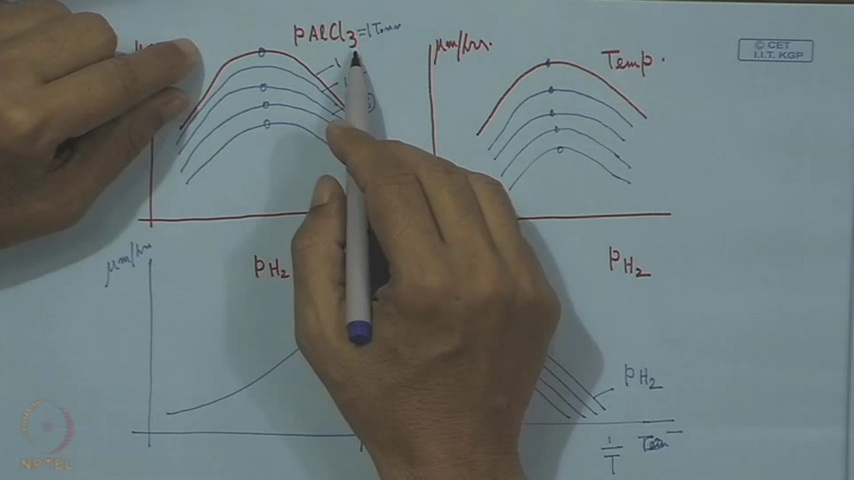 pAlCl3 = 1 Torr
μm/hr.
Temp.
© CET
I.I.T. KGP
μm/hr
pH2
pH2
pH2
1/T
NPTEL